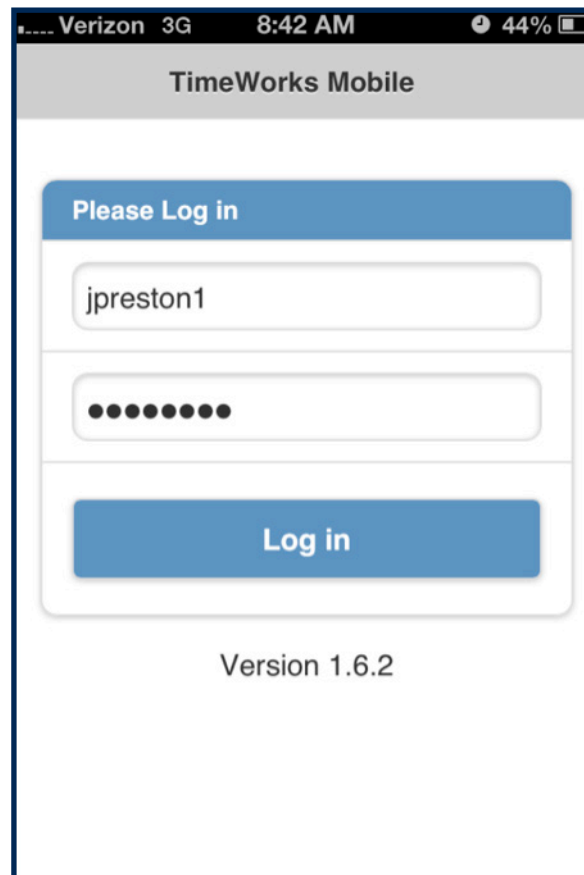 Verizon 3G 8:42 AM 44%
TimeWorks Mobile
Please Log in
jpreston1
●●●●●●●●
Log in
Version 1.6.2